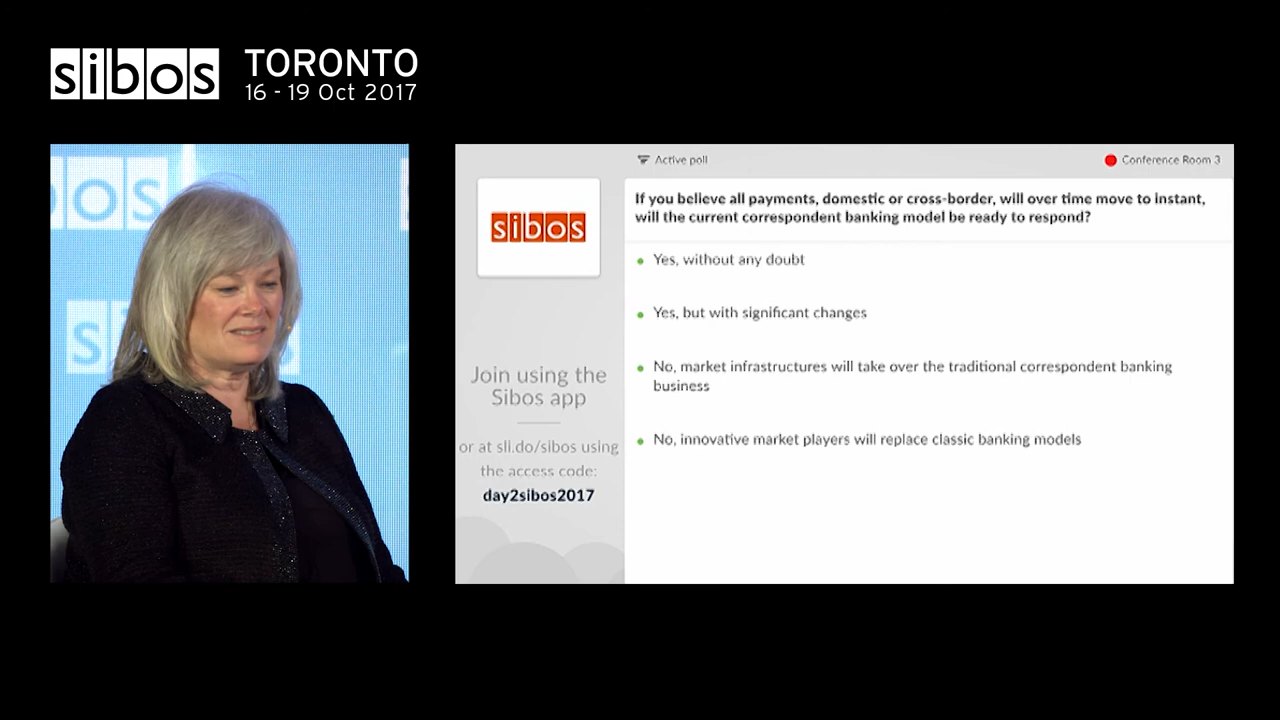 sibos
TORONTO
16 - 19 Oct 2017
bos
s
Active poll
Conference Room 3
If you believe all payments, domestic or cross-border, will over time move to instant,
will the current correspondent banking model be ready to respond?
sibos
Yes, without any doubt
Yes, but with significant changes
No, market infrastructures will take over the traditional correspondent banking
business
No, innovative market players will replace classic banking models
Join using the
Sibos app
or at sli.do/sibos using
the access code:
day2sibos2017